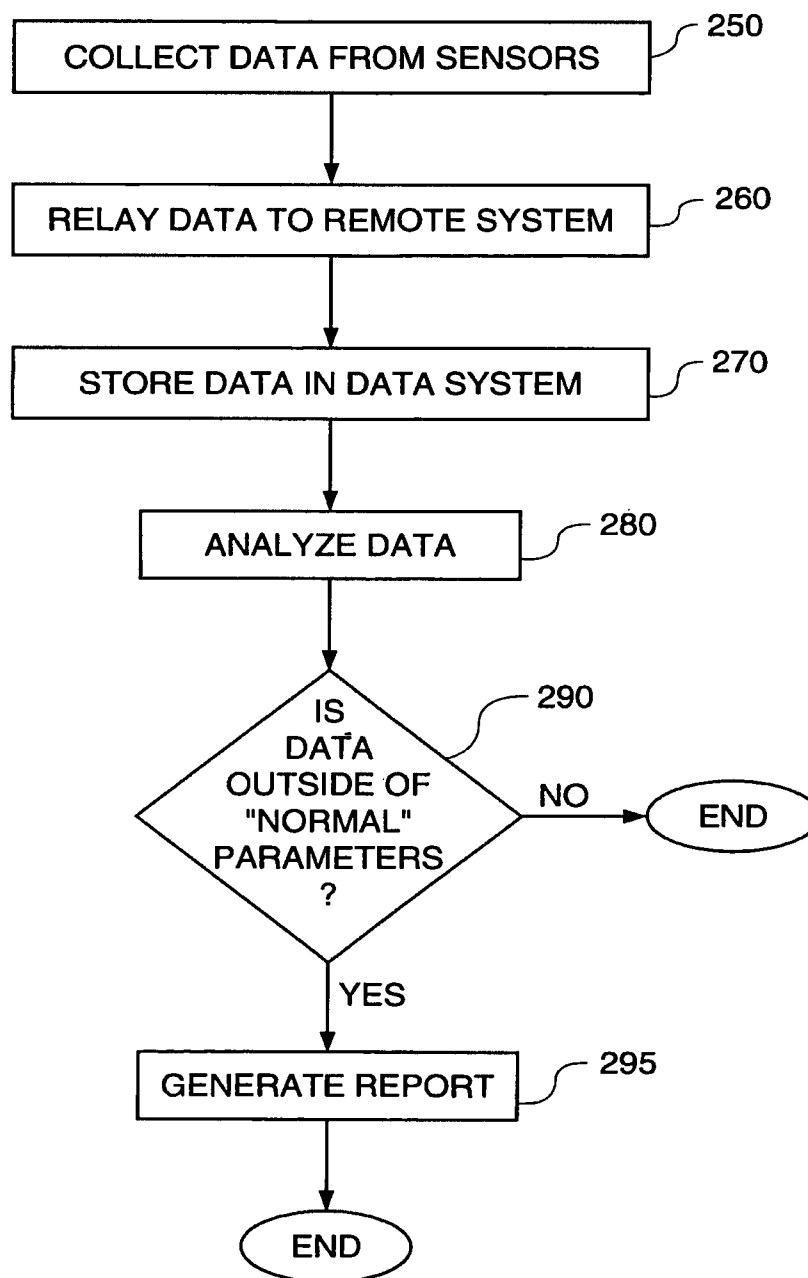 COLLECT DATA FROM SENSORS
250
RELAY DATA TO REMOTE SYSTEM
260
STORE DATA IN DATA SYSTEM
270
ANALYZE DATA
280
IS
DATA
OUTSIDE OF
"NORMAL"
PARAMETERS
?
290
NO
END
YES
GENERATE REPORT
295
END